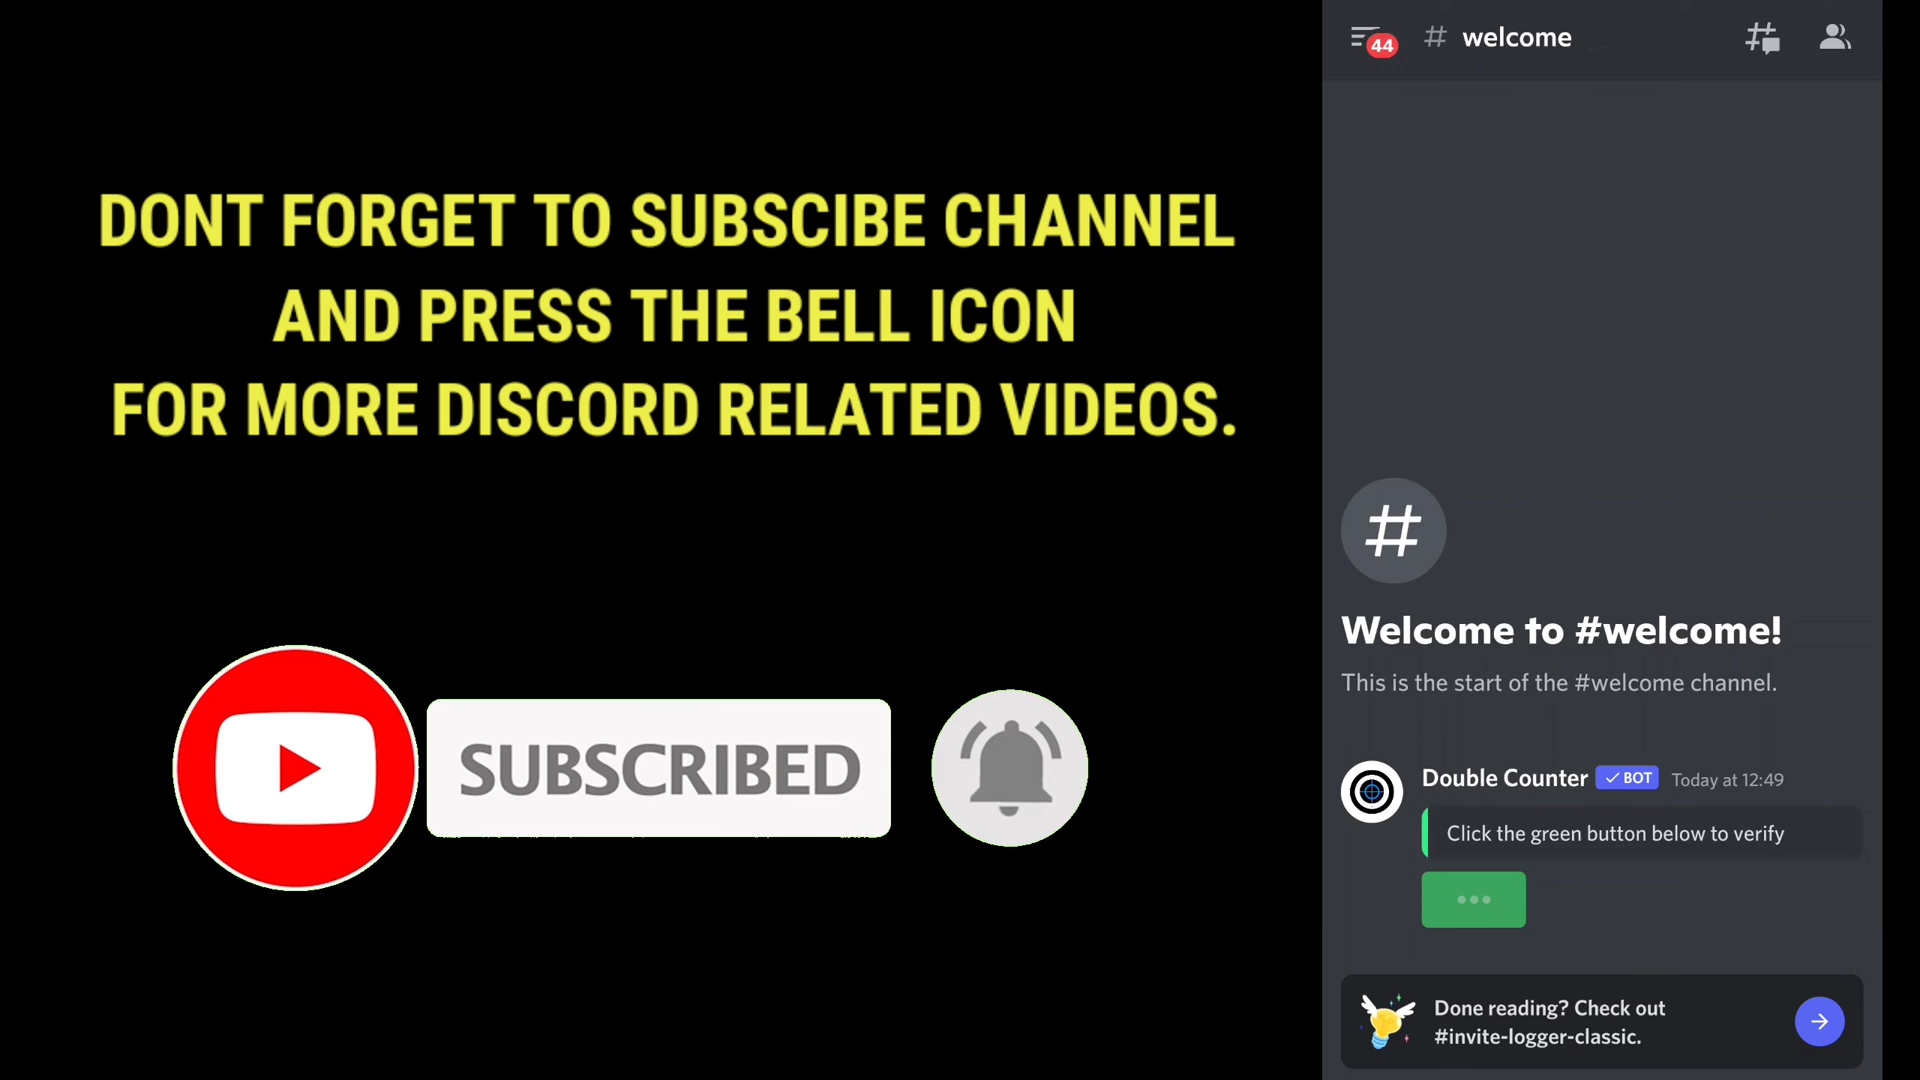 DONT FORGET TO SUBSCIBE CHANNEL
AND PRESS THE BELL ICON
FOR MORE DISCORD RELATED VIDEOS.
SUBSCRIBED
44
# welcome
Welcome to #welcome!
This is the start of the #welcome channel.
Double Counter ✓ BOT Today at 12:49
Click the green button below to verify
Done reading? Check out
#invite-logger-classic.